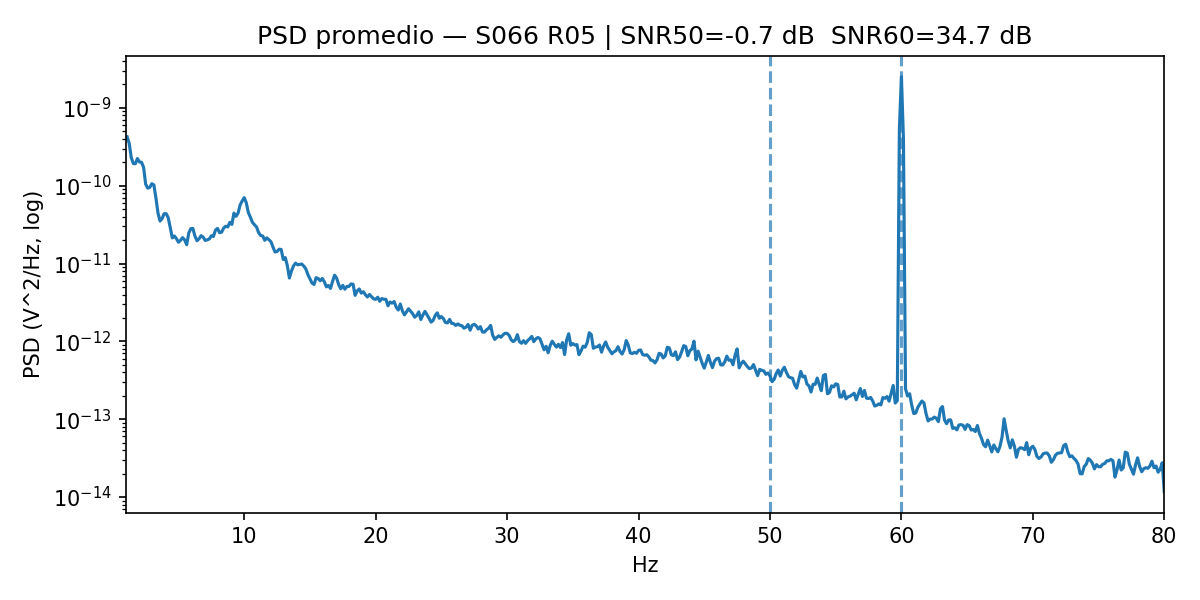 PSD promedio — S066 R05 | SNR50=-0.7 dB  SNR60=34.7 dB
PSD (V^2/Hz, log)
10⁻⁹
10⁻¹⁰
10⁻¹¹
10⁻¹²
10⁻¹³
10⁻¹⁴
10 20 30 40 50 60 70 80
Hz